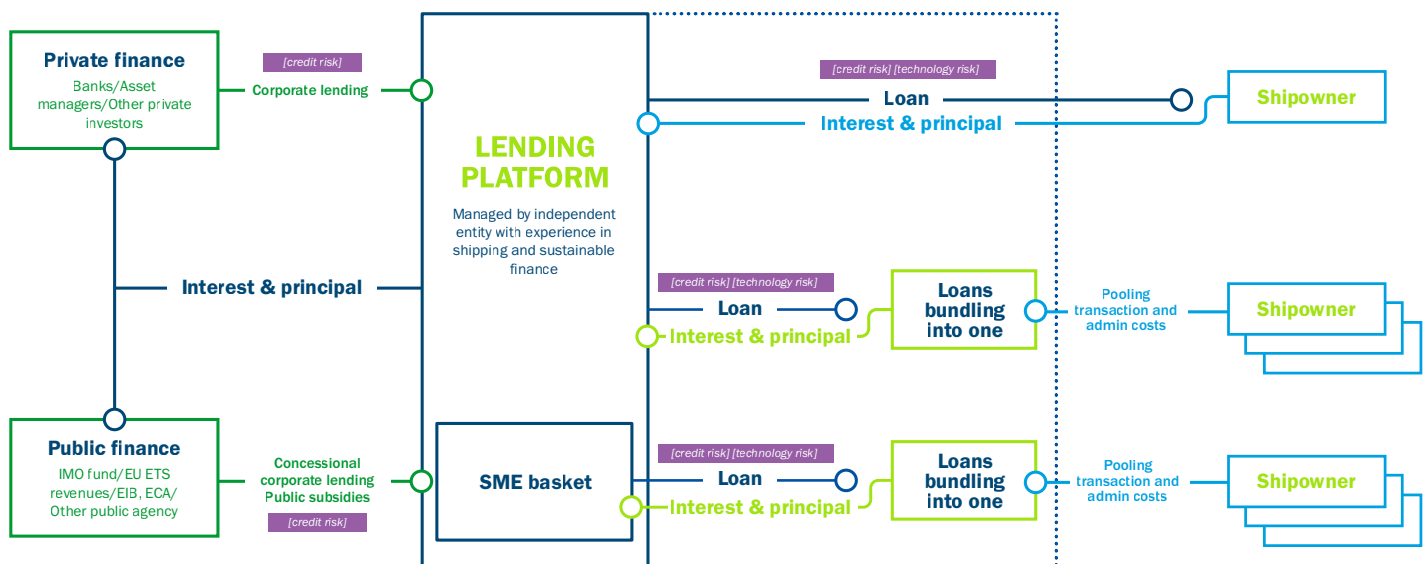 Private finance
Banks/Asset
managers/Other private
investors
[credit risk]
Corporate lending
LENDING
PLATFORM
Managed by independent
entity with experience in
shipping and sustainable
finance
[credit risk] [technology risk]
Loan
Interest & principal
Shipowner
Interest & principal
[credit risk] [technology risk]
Loan
Interest & principal
Loans
bundling
into one
Pooling
transaction and
admin costs
Shipowner
Public finance
IMO fund/EU ETS
revenues/EIB, ECA/
Other public agency
Concessional
corporate lending
Public subsidies
[credit risk]
SME basket
[credit risk] [technology risk]
Loan
Interest & principal
Loans
bundling
into one
Pooling
transaction and
admin costs
Shipowner